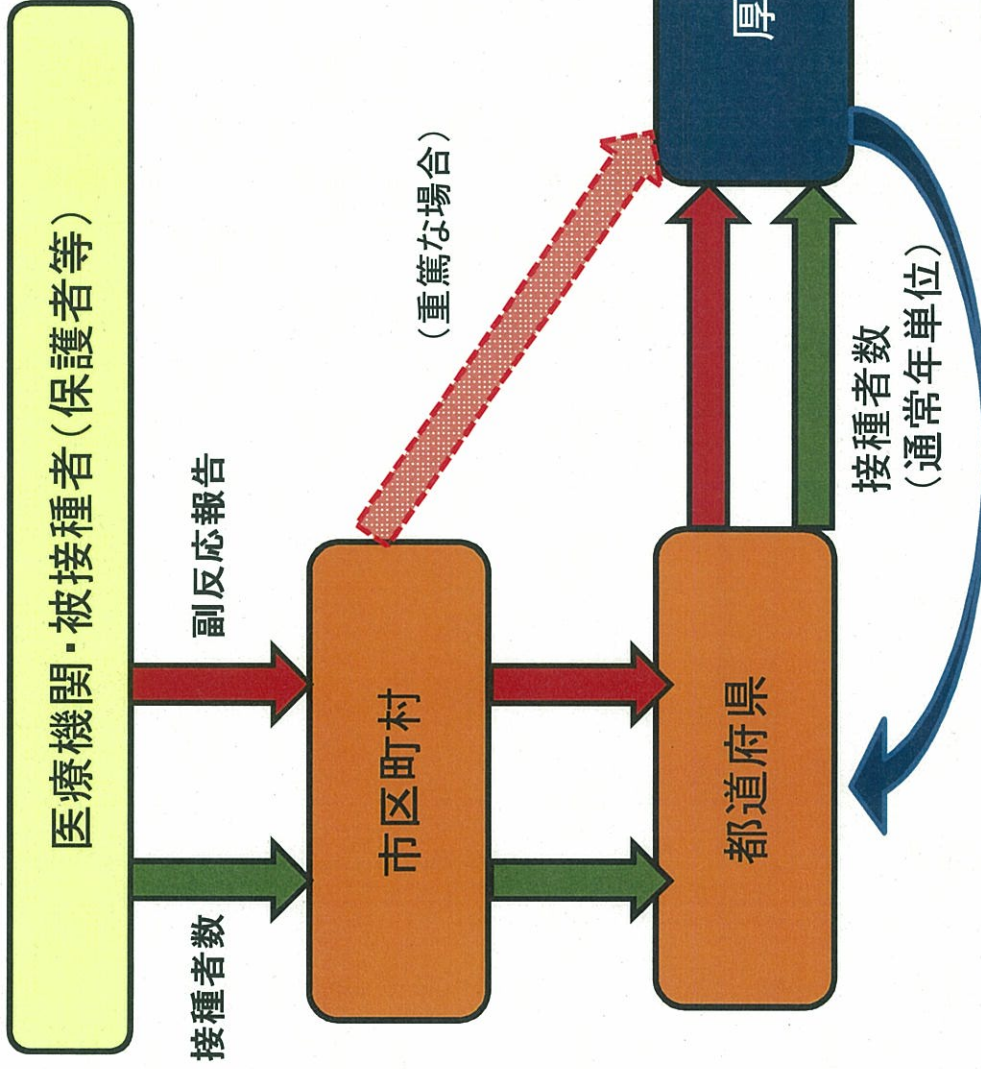 医療機関・被接種者(保護者等)
接種者数
副反応報告
市区町村
(重篤な場合)
都道府県
接種者数
(通常年単位)
厚